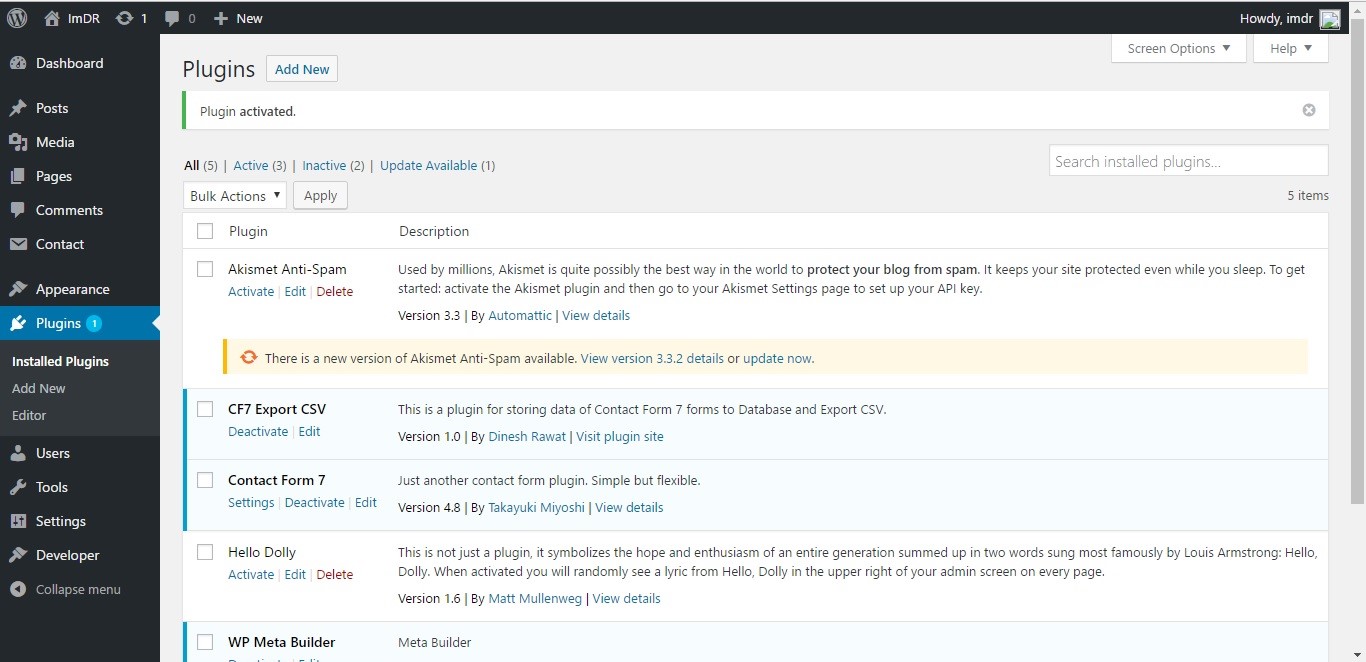 ImDR 1 0 New Howdy, imdr
Dashboard
Posts
Media
Pages
Comments
Contact
Appearance
Plugins 1
Installed Plugins
Add New
Editor
Users
Tools
Settings
Developer
Collapse menu
Screen Options Help
Plugins Add New
Plugin activated.
All (5) | Active (3) | Inactive (2) | Update Available (1)
Search installed plugins...
Bulk Actions Apply
5 items
Plugin Description
Akismet Anti-Spam
Activate | Edit | Delete
Used by millions, Akismet is quite possibly the best way in the world to protect your blog from spam. It keeps your site protected even while you sleep. To get
started: activate the Akismet plugin and then go to your Akismet Settings page to set up your API key.
Version 3.3 | By Automattic | View details
There is a new version of Akismet Anti-Spam available. View version 3.3.2 details or update now.
CF7 Export CSV
Deactivate | Edit
This is a plugin for storing data of Contact Form 7 forms to Database and Export CSV.
Version 1.0 | By Dinesh Rawat | Visit plugin site
Contact Form 7
Settings | Deactivate | Edit
Just another contact form plugin. Simple but flexible.
Version 4.8 | By Takayuki Miyoshi | View details
Hello Dolly
Activate | Edit | Delete
This is not just a plugin, it symbolizes the hope and enthusiasm of an entire generation summed up in two words sung most famously by Louis Armstrong: Hello,
Dolly. When activated you will randomly see a lyric from Hello, Dolly in the upper right of your admin screen on every page.
Version 1.6 | By Matt Mullenweg | View details
WP Meta Builder
Meta Builder